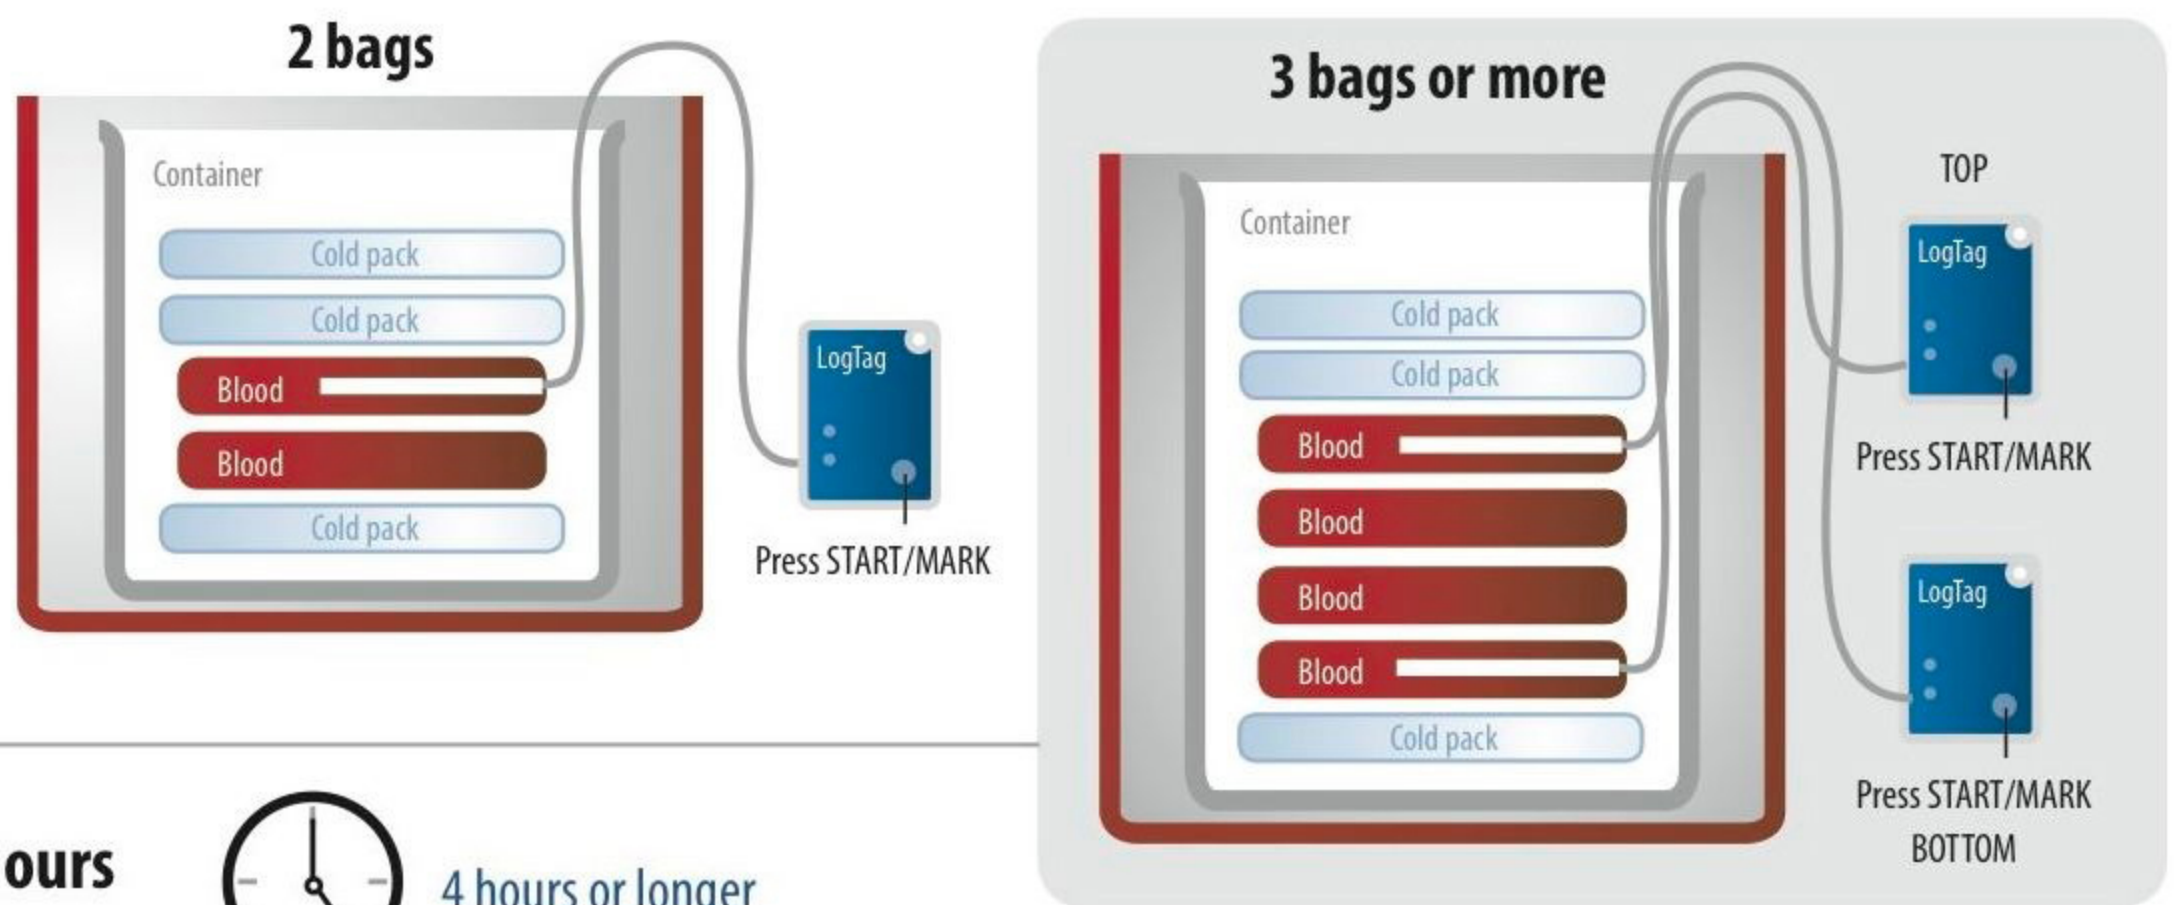 2 bags
Container
Cold pack
Cold pack
Blood
Blood
Cold pack
LogTag
Press START/MARK
3 bags or more
Container
Cold pack
Cold pack
Blood
Blood
Blood
Blood
Cold pack
TOP
LogTag
Press START/MARK
LogTag
Press START/MARK
BOTTOM
ours
4 hours or longer